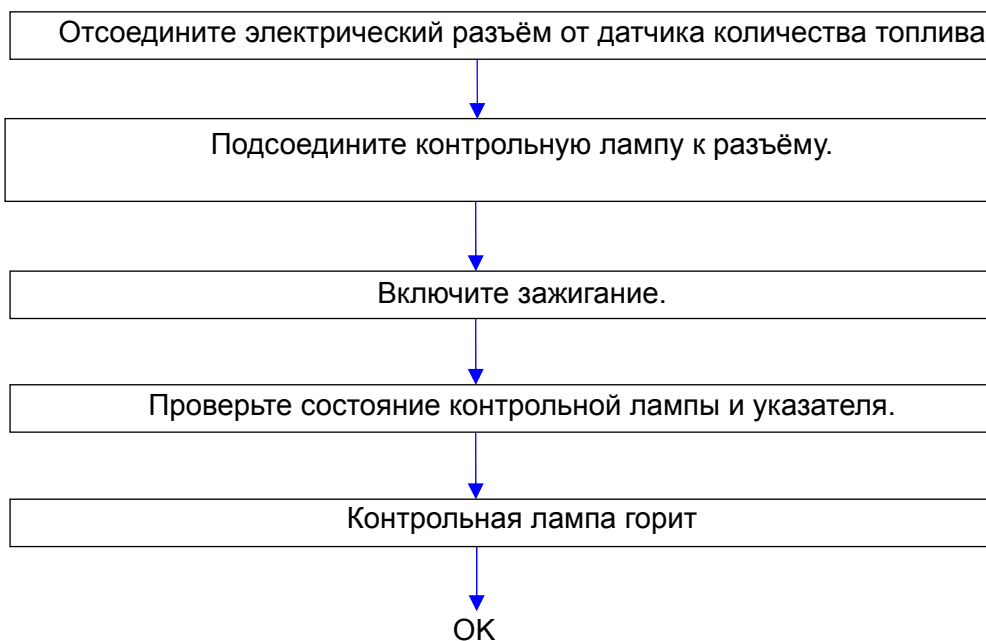 Отсоедините электрический разъём от датчика количества топлива
Подсоедините контрольную лампу к разъёму.
Включите зажигание.
Проверьте состояние контрольной лампы и указателя.
Контрольная лампа горит
OK